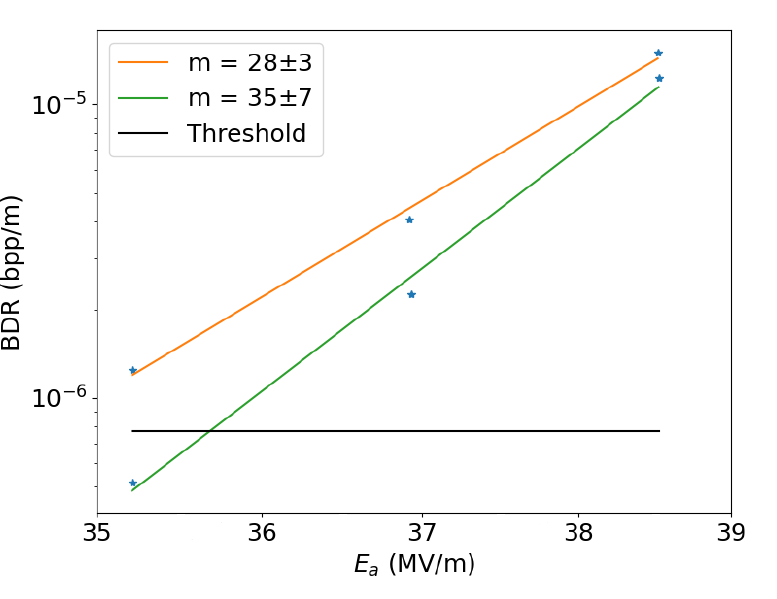 m = 28±3
m = 35±7
Threshold
10⁻⁵
10⁻⁶
BDR (bpp/m)
35 36 37 38 39
Eₐ (MV/m)